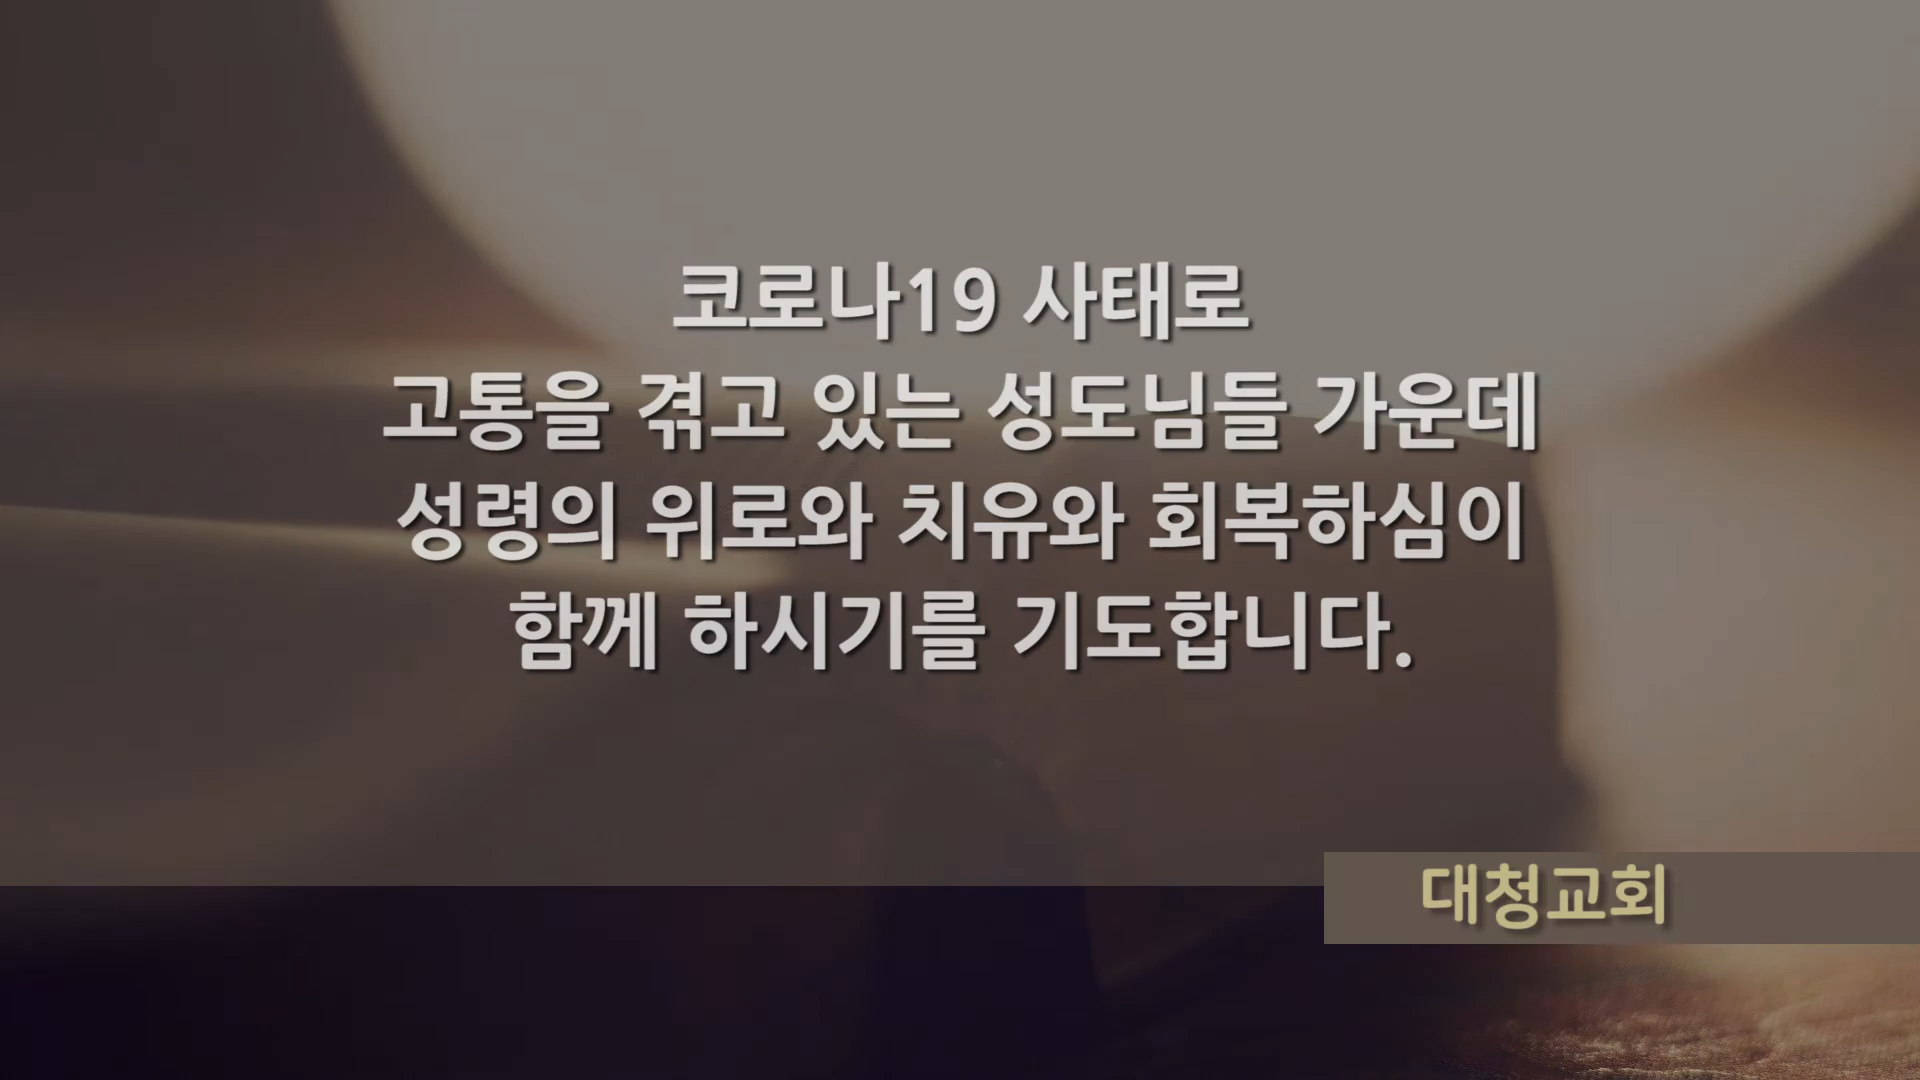 코로나19 사태로
고통을 겪고 있는 성도님들 가운데
성령의 위로와 치유와 회복하심이
함께 하시기를 기도합니다.
대청교회